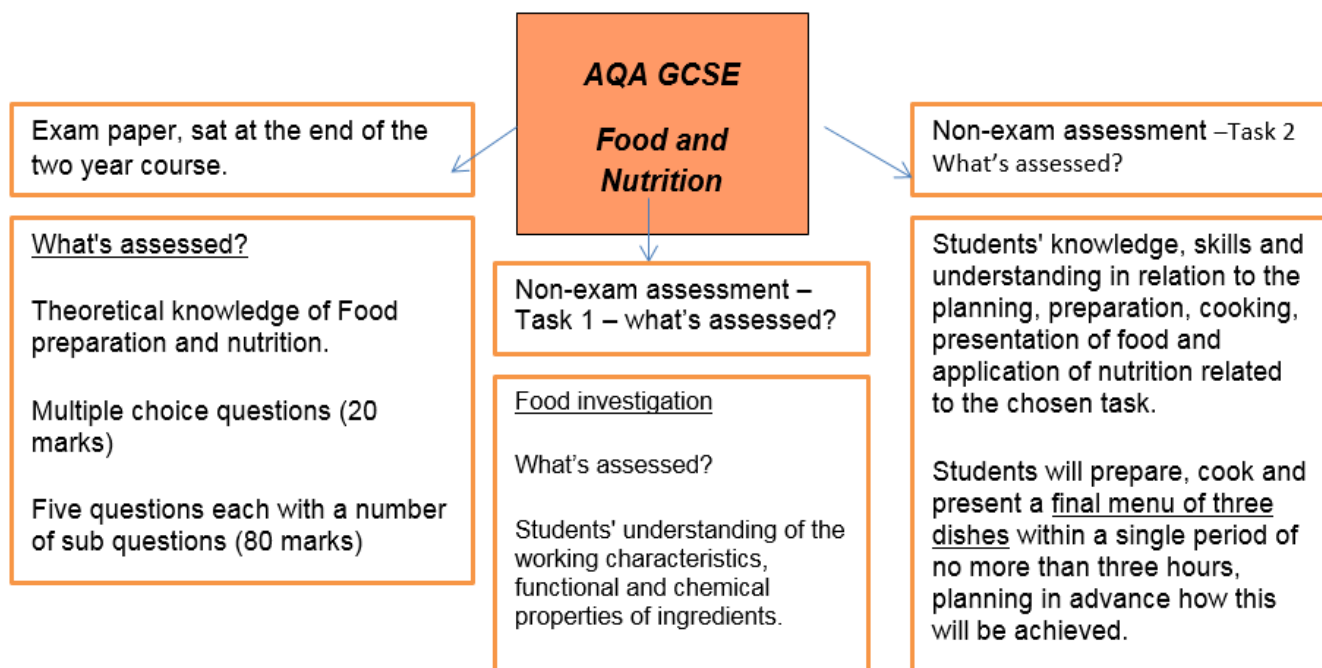 AQA GCSE
Food and
Nutrition
Exam paper, sat at the end of the
two year course.
What's assessed?
Theoretical knowledge of Food
preparation and nutrition.
Multiple choice questions (20
marks)
Five questions each with a number
of sub questions (80 marks)
Non-exam assessment –
Task 1 – what’s assessed?
Food investigation
What’s assessed?
Students' understanding of the
working characteristics,
functional and chemical
properties of ingredients.
Non-exam assessment –Task 2
What’s assessed?
Students' knowledge, skills and
understanding in relation to the
planning, preparation, cooking,
presentation of food and
application of nutrition related
to the chosen task.
Students will prepare, cook and
present a final menu of three
dishes within a single period of
no more than three hours,
planning in advance how this
will be achieved.